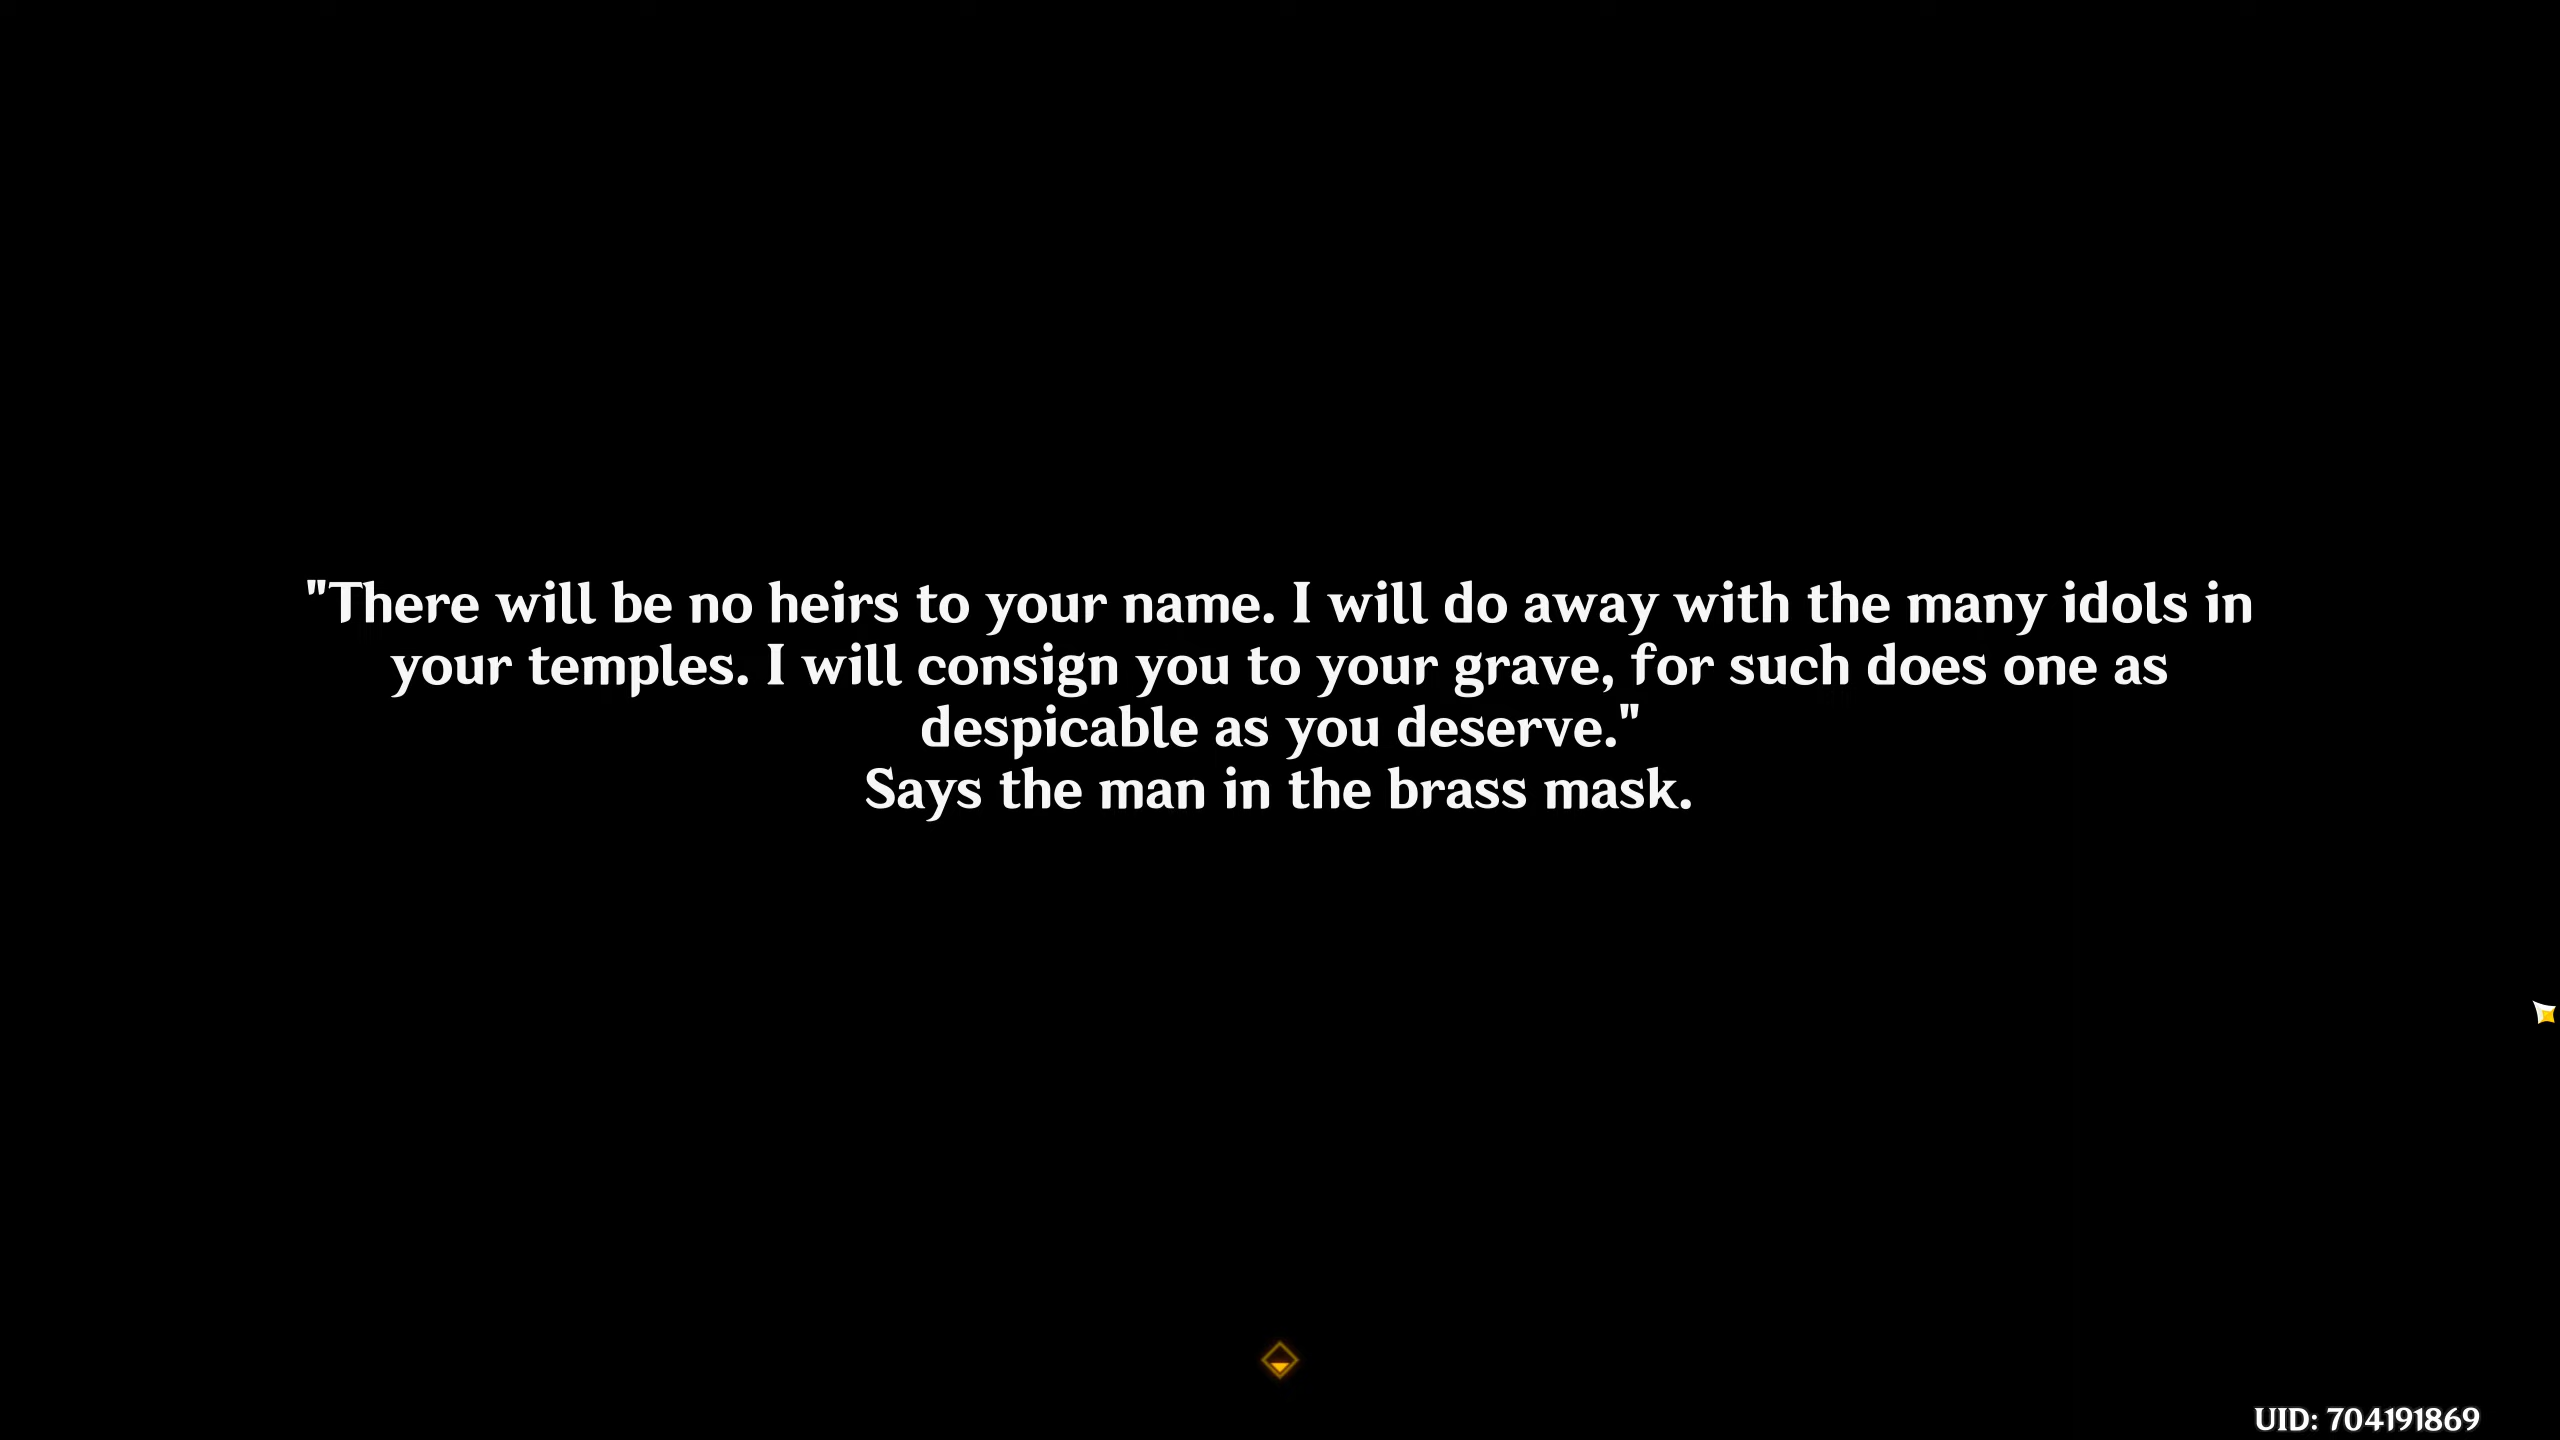 "There will be no heirs to your name. I will do away with the many idols in
your temples. I will consign you to your grave, for such does one as
despicable as you deserve."
Says the man in the brass mask.
UID: 704191869